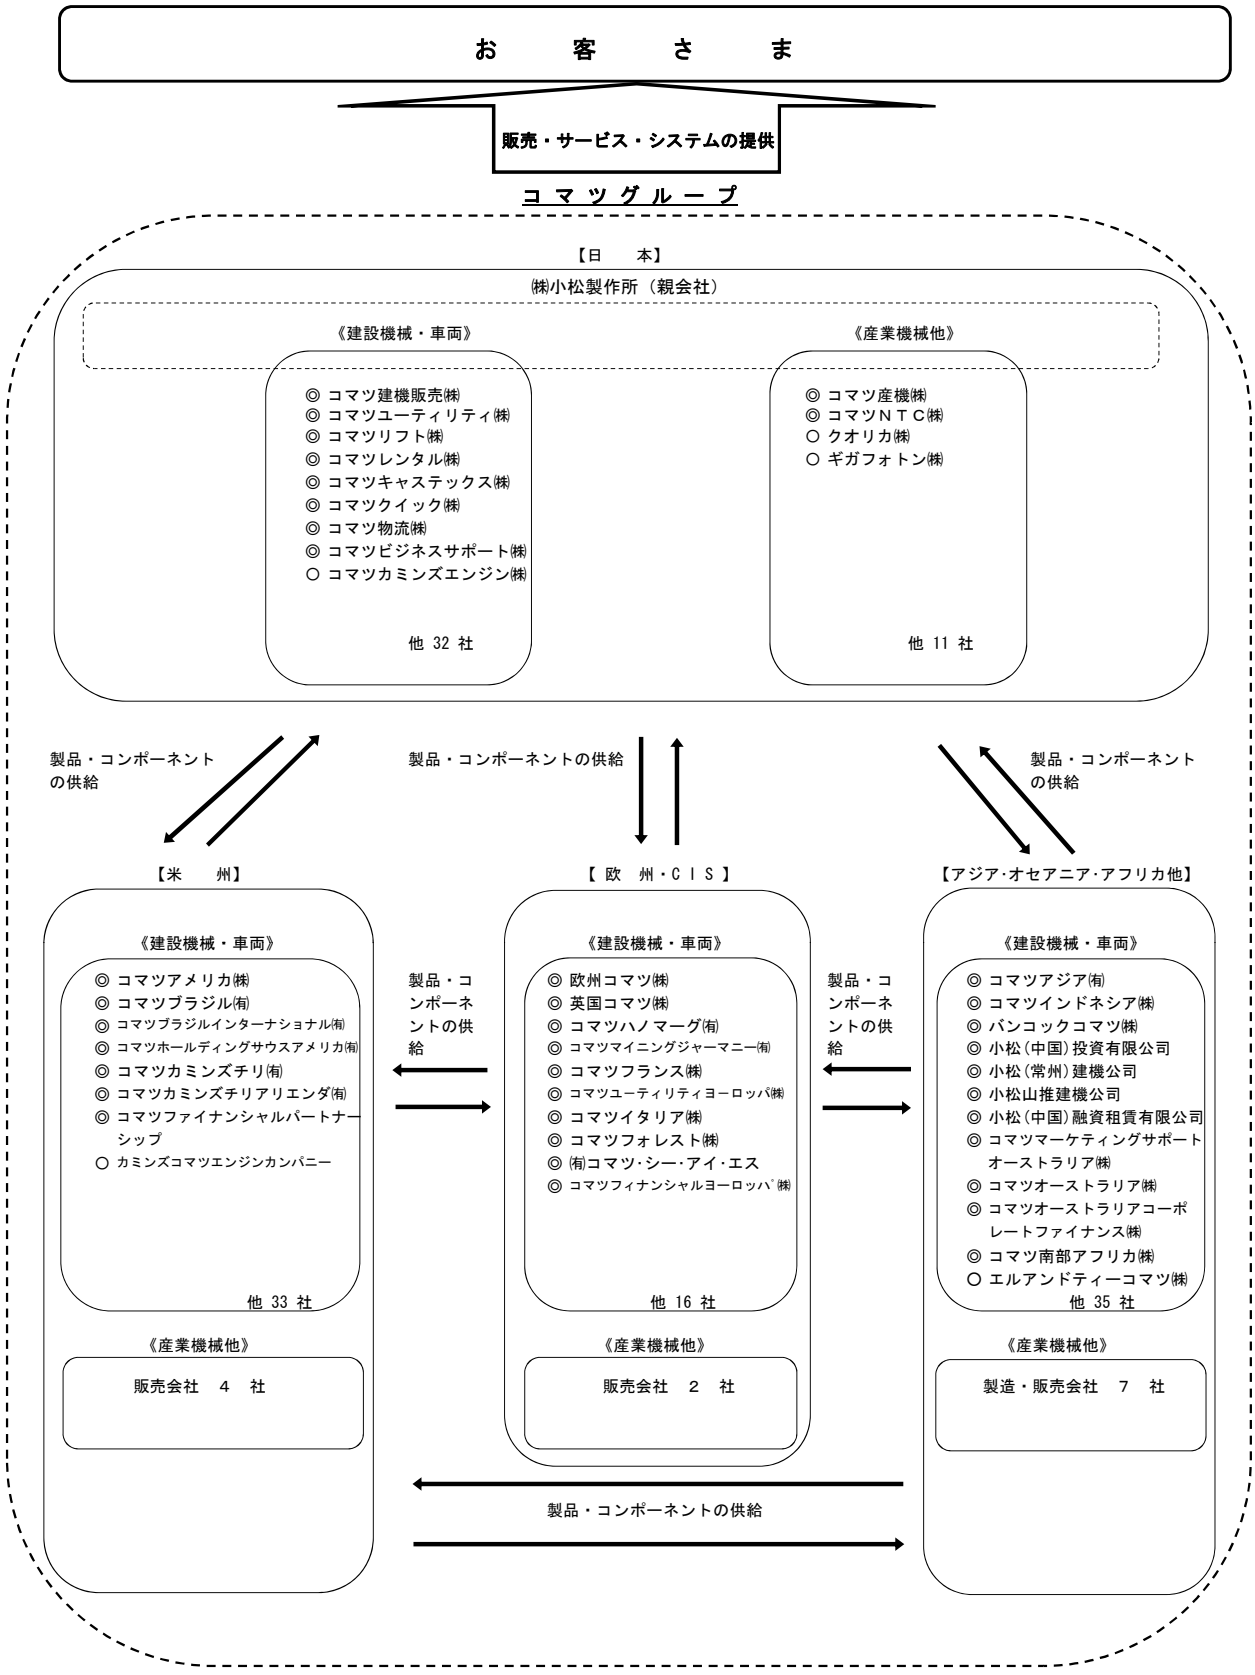 お客さま
販売・サービス・システムの提供
コマツグループ
【日　本】
㈱小松製作所（親会社）
《建設機械・車両》
◎ コマツ建機販売㈱
◎ コマツユーティリティ㈱
◎ コマツリフト㈱
◎ コマツレンタル㈱
◎ コマツキャステックス㈱
◎ コマツクイック㈱
◎ コマツ物流㈱
◎ コマツビジネスサポート㈱
○ コマツカミンズエンジン㈱
他 32 社
《産業機械他》
◎ コマツ産機㈱
◎ コマツＮＴＣ㈱
○ クオリカ㈱
○ ギガフォトン㈱
他 11 社
製品・コンポーネント
の供給
製品・コンポーネントの供給
製品・コンポーネント
の供給
【米　州】
《建設機械・車両》
◎ コマツアメリカ㈱
◎ コマツブラジル㈲
◎ コマツブラジルインターナショナル㈲
◎ コマツホールディングサウスアメリカ㈲
◎ コマツカミンズチリ㈲
◎ コマツカミンズチリアリエンダ㈲
◎ コマツファイナンシャルパートナー
シップ
○ カミンズコマツエンジンカンパニー
他 33 社
《産業機械他》
販売会社　４　社
製品・コ
ンポーネ
ントの供
給
【 欧　州・ＣＩＳ 】
《建設機械・車両》
◎ 欧州コマツ㈱
◎ 英国コマツ㈱
◎ コマツハノマーグ㈲
◎ コマツマイニングジャーマニー㈲
◎ コマツフランス㈱
◎ コマツユーティリティヨーロッパ㈱
◎ コマツイタリア㈱
◎ コマツフォレスト㈱
◎ ㈲コマツ・シー・アイ・エス
◎ コマツフィナンシャルヨーロッパ㈱
他 16 社
《産業機械他》
販売会社　２　社
製品・コ
ンポーネ
ントの供
給
【アジア・オセアニア・アフリカ他】
《建設機械・車両》
◎ コマツアジア㈲
◎ コマツインドネシア㈱
◎ バンコックコマツ㈱
◎ 小松(中国)投資有限公司
◎ 小松(常州)建機公司
◎ 小松山推建機公司
◎ 小松(中国)融資租賃有限公司
◎ コマツマーケティングサポート
オーストラリア㈱
◎ コマツオーストラリア㈱
◎ コマツオーストラリアコーポ
レートファイナンス㈱
◎ コマツ南部アフリカ㈱
○ エルアンドティーコマツ㈱
他 35 社
《産業機械他》
製造・販売会社　７　社
製品・コンポーネントの供給